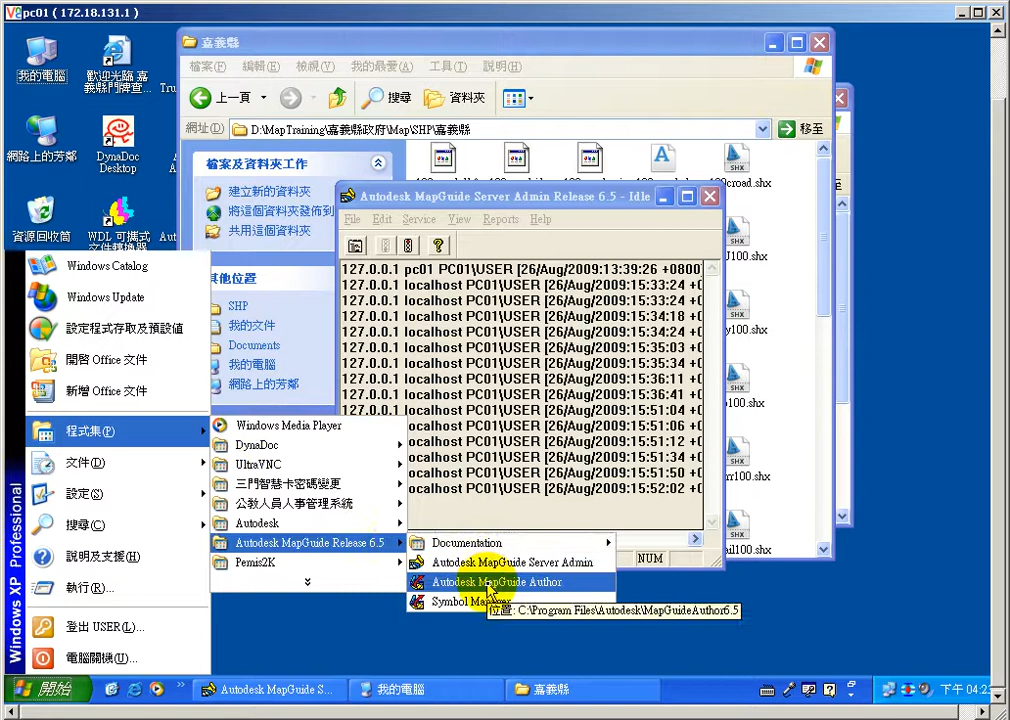 pc01 ( 172.18.131.1 )
我的電腦
歡迎光臨 嘉
義縣門牌查...
Tru
網路上的芳鄰
DynaDoc
Desktop
A
A
資源回收筒
WDL 可攜式
文件轉換器
Aut
嘉義縣
檔案(F)
編輯(E)
檢視(V)
我的最愛(A)
工具(T)
說明(H)
上一頁
搜尋
資料夾
網址(D)
D:\MapTraining\嘉義縣政府\Map\SHP\嘉義縣
移至
檔案及資料夾工作
建立新的資料夾
將這個資料夾發佈到
共用這個資料夾
其他位置
SHP
我的文件
Documents
我的電腦
網路上的芳鄰
croad.shx
J100.shx
y100.shx
o100.shx
rr100.shx
ail100.shx
Autodesk MapGuide Server Admin Release 6.5 - Idle
File Edit Service View Reports Help
127.0.0.1 pc01 PC01\USER [26/Aug/2009:13:39:26 +0800]
127.0.0.1 localhost PC01\USER [26/Aug/2009:15:33:24 +0
127.0.0.1 localhost PC01\USER [26/Aug/2009:15:33:24 +0
127.0.0.1 localhost PC01\USER [26/Aug/2009:15:34:18 +0
127.0.0.1 localhost PC01\USER [26/Aug/2009:15:34:24 +0
127.0.0.1 localhost PC01\USER [26/Aug/2009:15:35:03 +0
127.0.0.1 localhost PC01\USER [26/Aug/2009:15:35:34 +0
127.0.0.1 localhost PC01\USER [26/Aug/2009:15:36:11 +0
127.0.0.1 localhost PC01\USER [26/Aug/2009:15:36:41 +0
127.0.0.1 localhost PC01\USER [26/Aug/2009:15:51:04 +0
ocalhost PC01\USER [26/Aug/2009:15:51:06 +0
ocalhost PC01\USER [26/Aug/2009:15:51:12 +0
ocalhost PC01\USER [26/Aug/2009:15:51:34 +0
ocalhost PC01\USER [26/Aug/2009:15:51:50 +0
ocalhost PC01\USER [26/Aug/2009:15:52:02 +0
NUM
Windows XP Professional
Windows Catalog
Windows Update
設定程式存取及預設値
開啓 Office 文件
新增 Office 文件
程式集(P)
文件(D)
設定(S)
搜尋(C)
說明及支援(H)
執行(R)...
登出 USER(L)...
電腦關機(U)...
Windows Media Player
DynaDoc
UltraVNC
三門智慧卡密碼變更
公教人員人事管理系統
Autodesk
Autodesk MapGuide Release 6.5
Pemis2K
Documentation
Autodesk MapGuide Server Admin
Autodesk MapGuide Author
Symbol Manager
位置: C:\Program Files\Autodesk\MapGuideAuthor6.5
開始
Autodesk MapGuide S...
我的電腦
嘉義縣
下午 04:2